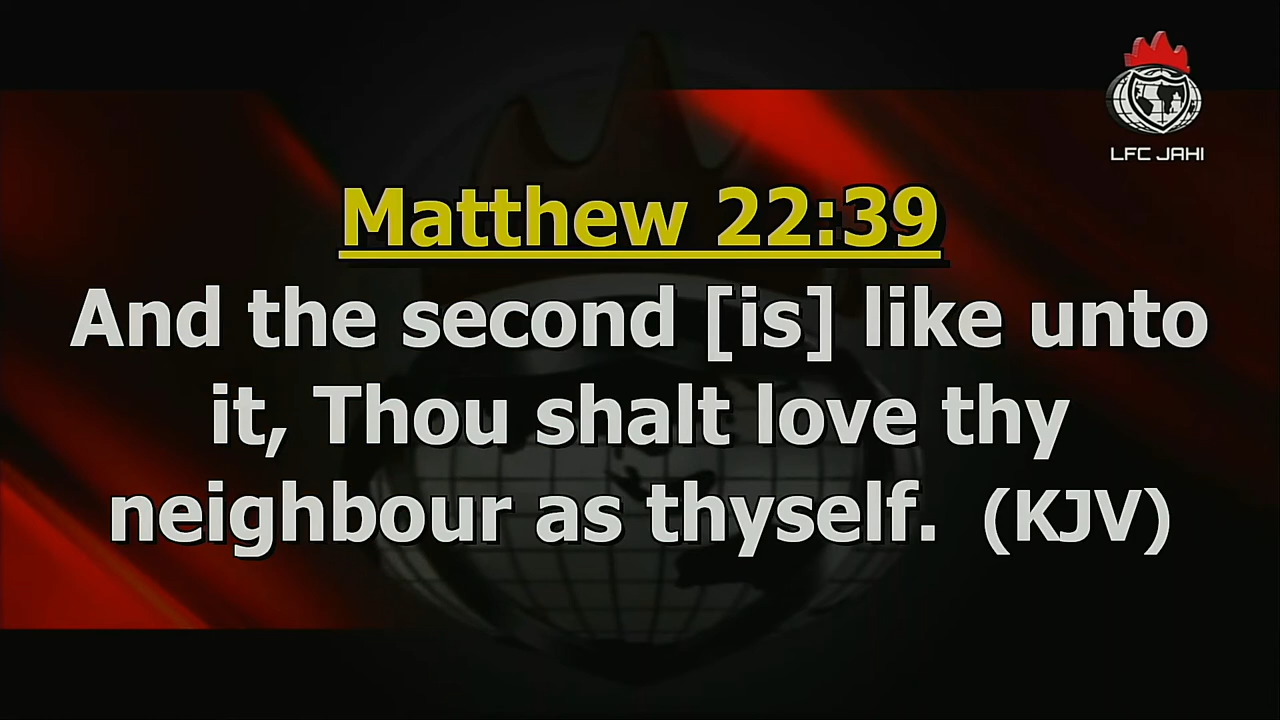 LFC JAHI
Matthew 22:39
And the second [is] like unto
it, Thou shalt love thy
neighbour as thyself.  (KJV)